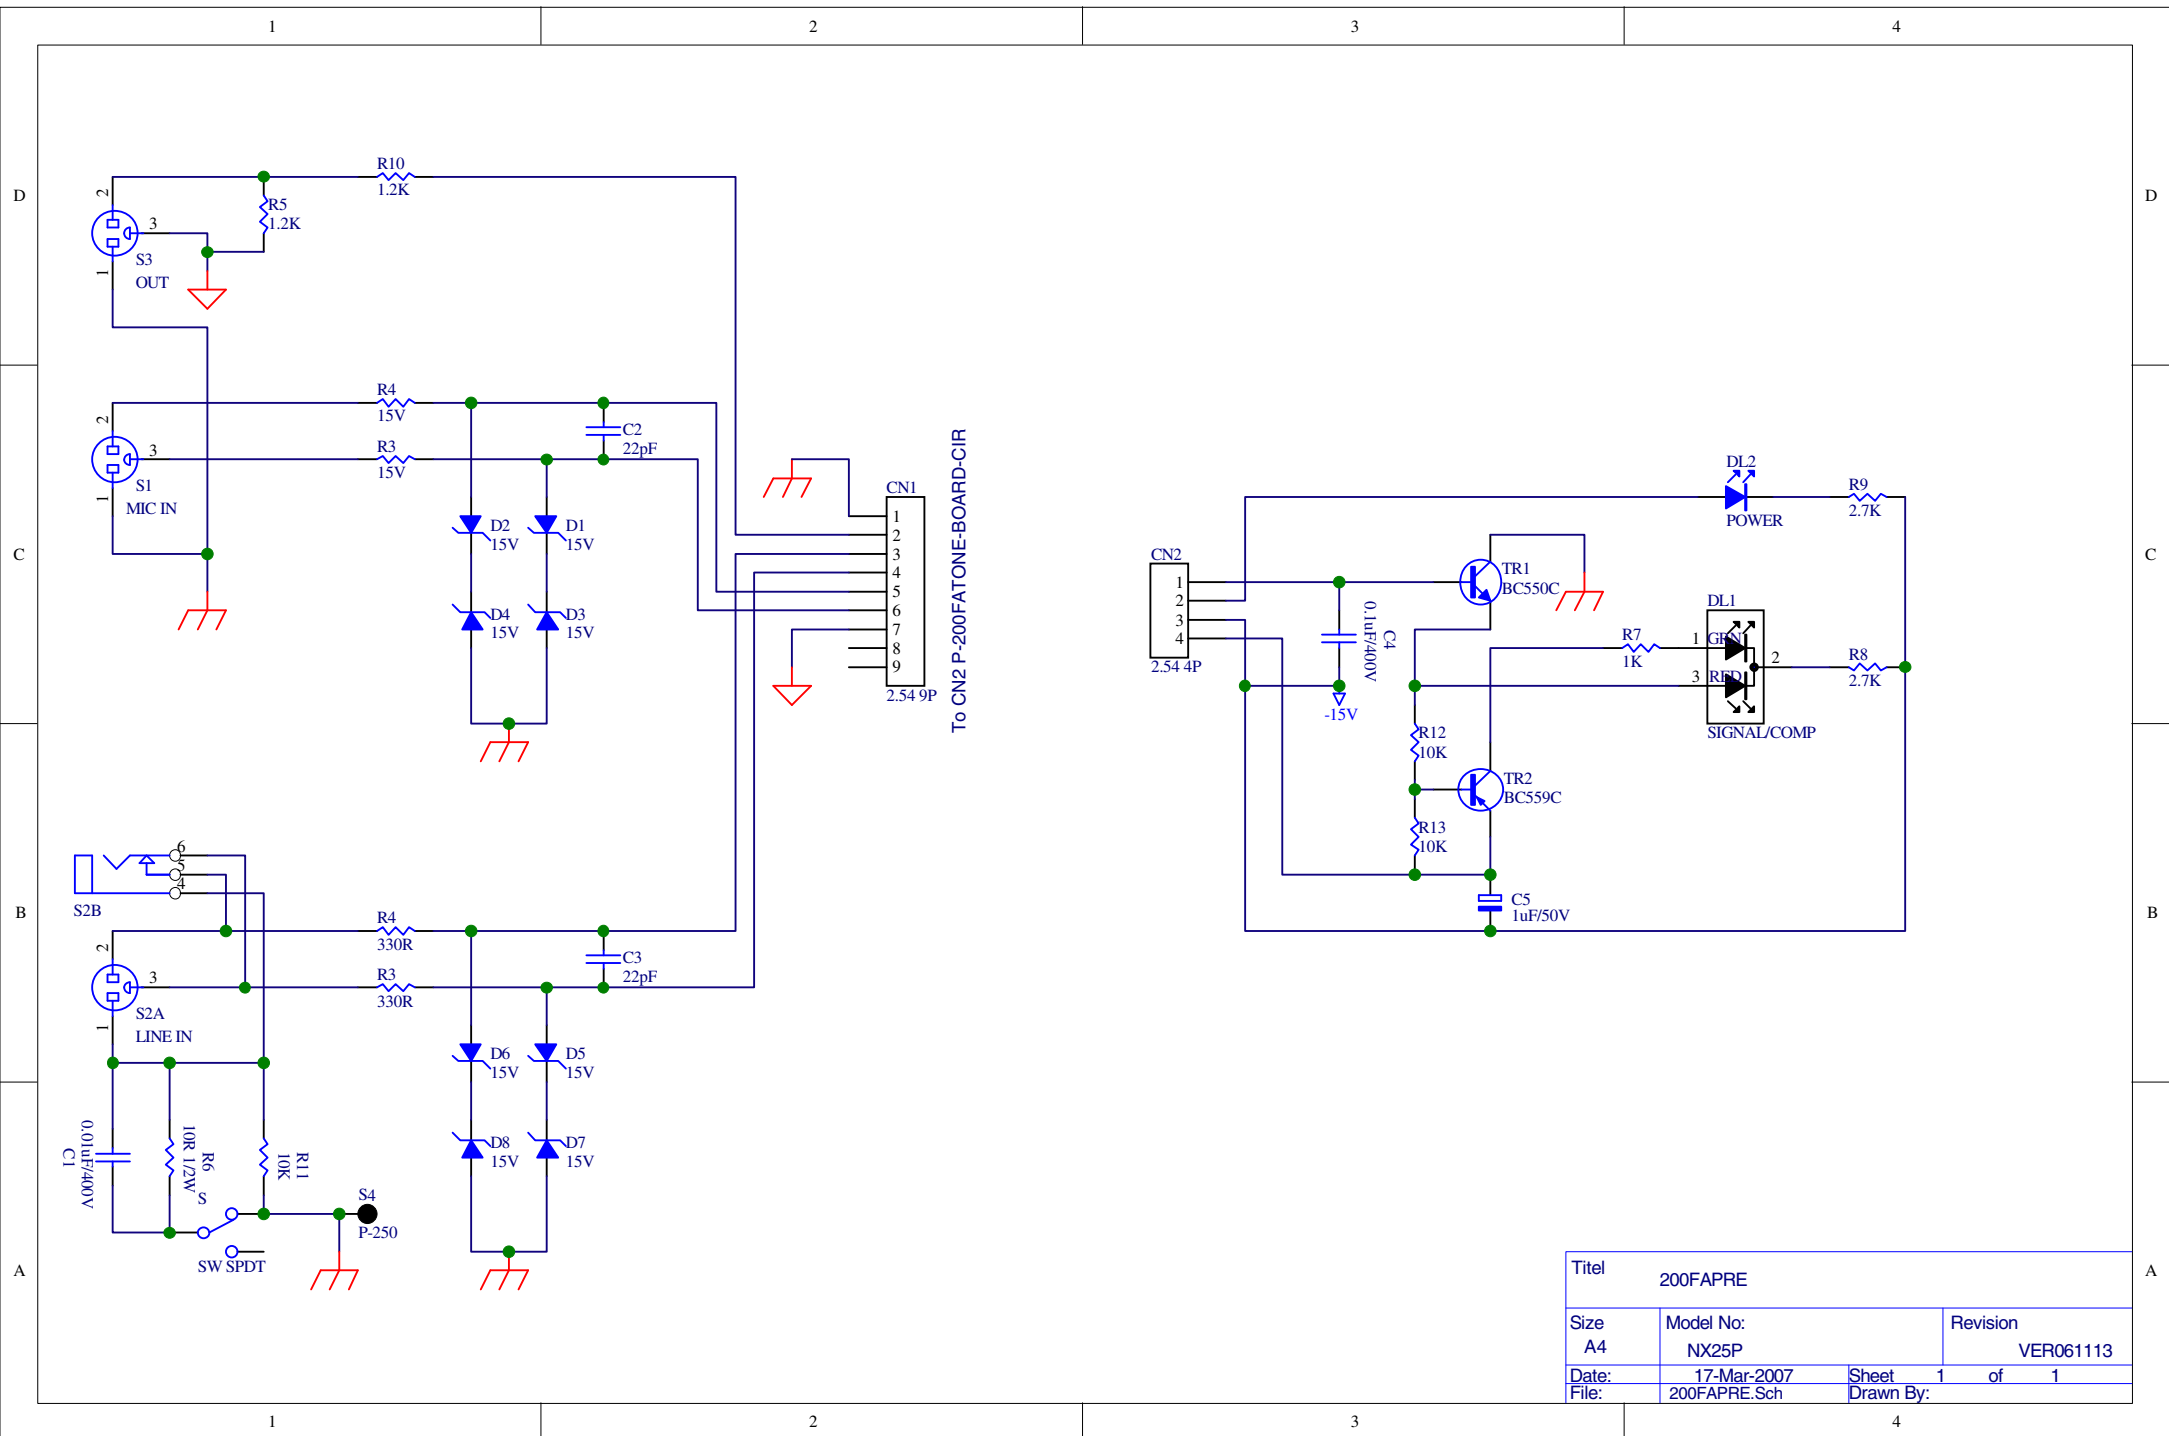 1 2 3 4
D D
R10
1.2K
R5
1.2K
2
3
1
S3
OUT
R4
15V
R3
15V
C2
22pF
2
3
1
S1
MIC IN
D2
15V
D1
15V
D4
15V
D3
15V
C C
CN1
1
2
3
4
5
6
7
8
9
2.54 9P
To CN2 P-200FATONE-BOARD-CIR
DL2
POWER
R9
2.7K
CN2
1
2
3
4
2.54 4P
TR1
BC550C
C4
0.1uF/400V
-15V
DL1
R7
1K
1 GRN
3 RED
2
SIGNAL/COMP
R8
2.7K
R12
10K
TR2
BC559C
R13
10K
C5
1uF/50V
B B
6
5
4
S2B
R4
330R
R3
330R
C3
22pF
2
3
1
S2A
LINE IN
D6
15V
D5
15V
D8
15V
D7
15V
C1
0.01uF/400V
R6
10R 1/2W
R11
10K
S
SW SPDT
S4
P-250
A A
Titel 200FAPRE
Size Model No: Revision
A4 NX25P VER061113
Date: 17-Mar-2007 Sheet 1 of 1
File: 200FAPRE.Sch Drawn By:
1 2 3 4